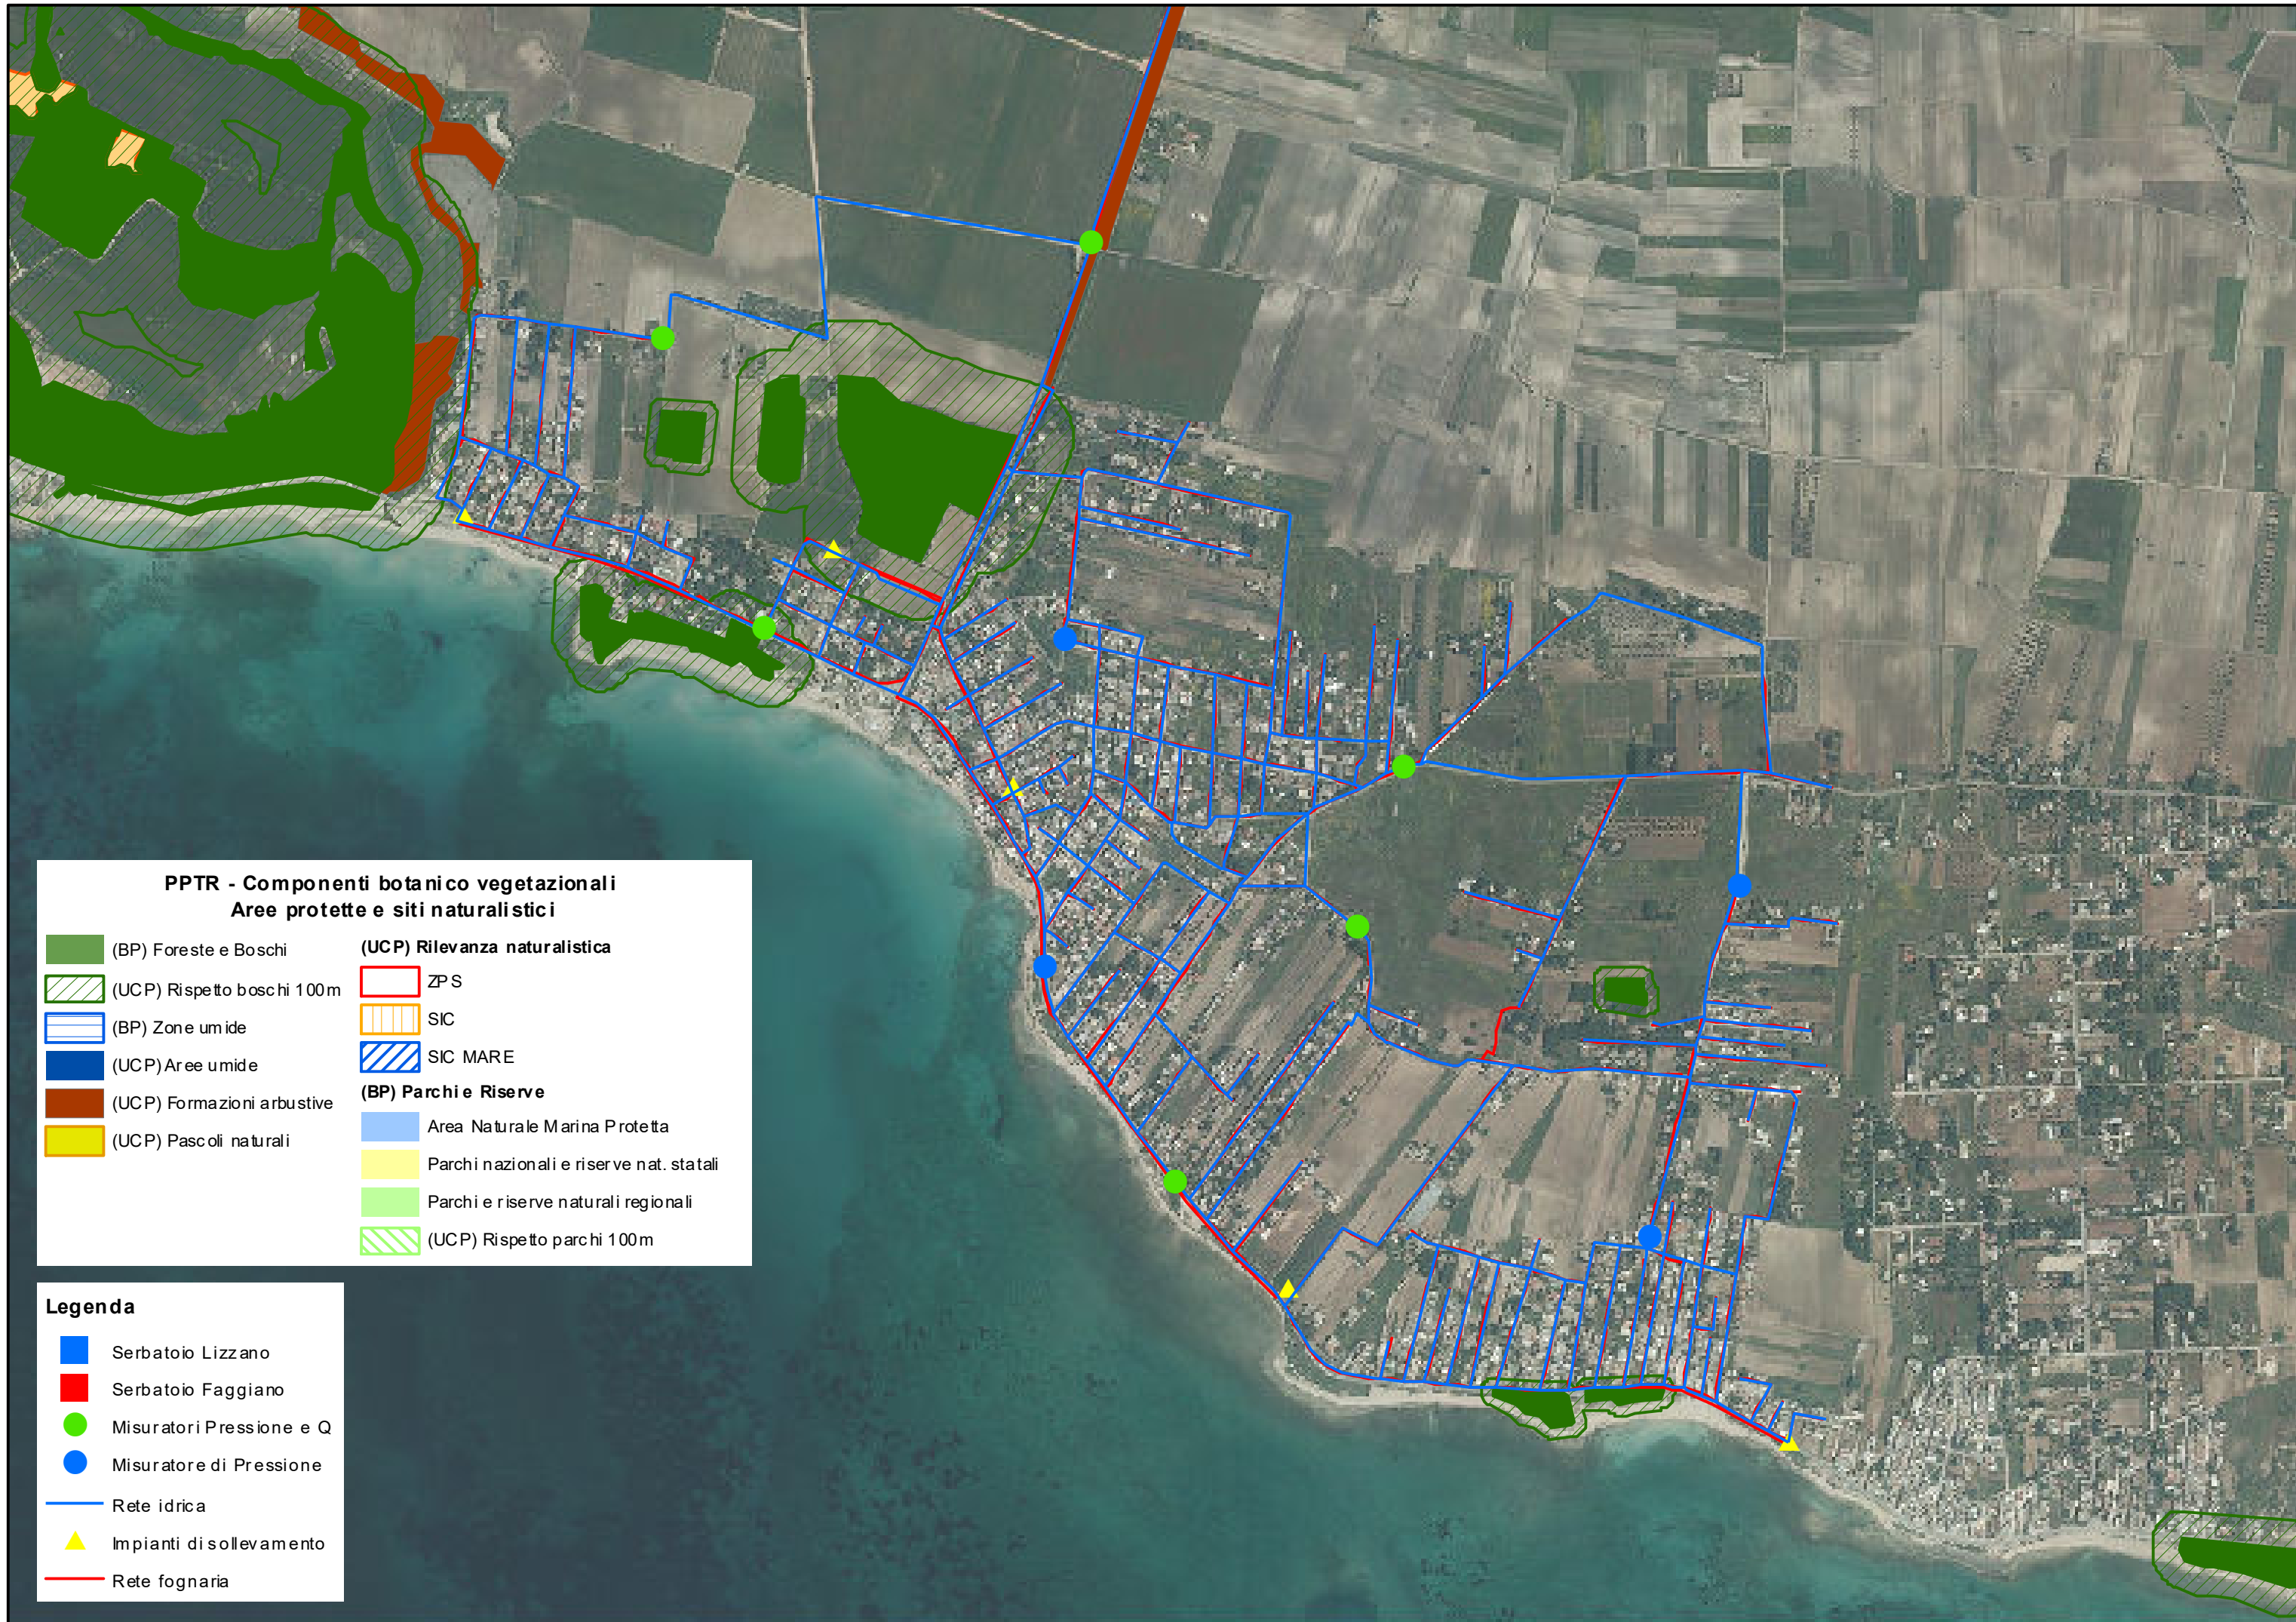 PPTR - Componenti botanico vegetazionali
Aree protette e siti naturalistici
(BP) Foreste e Boschi
(UCP) Rispetto boschi 100m
(BP) Zone umide
(UCP) Aree umide
(UCP) Formazioni arbustive
(UCP) Pascoli naturali
(UCP) Rilevanza naturalistica
ZPS
SIC
SIC MARE
(BP) Parchi e Riserve
Area Naturale Marina Protetta
Parchi nazionali e riserve nat. statali
Parchi e riserve naturali regionali
(UCP) Rispetto parchi 100m
Legenda
Serbatoio Lizzano
Serbatoio Faggiano
Misuratori Pressione e Q
Misuratore di Pressione
Rete idrica
Impianti di sollevamento
Rete fognaria